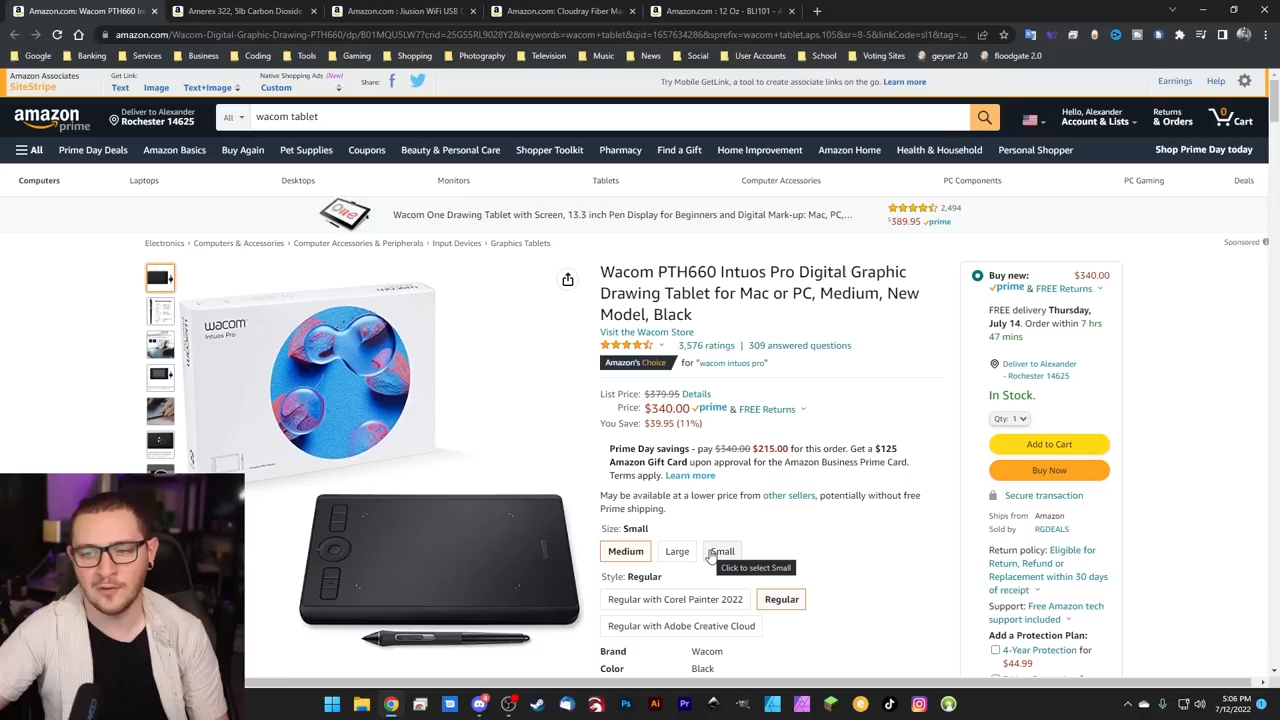 amazon.com: Wacom Intuos P
Amerex 322, 5lb Carbon Dioxide
Amazon.com: Jiusion WiFi USB
Amazon.com: Cloudray Fiber Ma
Amazon.com: 12 Oz - BLI101 - A
Google
Banking
Services
Business
Tools
Gaming
Shopping
Photography
Television
Music
News
Social
Auto
School
Voting Sites
geyser 2.0
floodgate 2.0
Amazon Associates
SiteStripe
Get Link:
Text
Image
Text+Image
Native Shopping Ads (New)
Custom
Share:
Try Mobile GetLink, a tool to create associate links on the go. Learn more
Earnings
Help
amazon
prime
Deliver to Alexander
Rochester 14625
All
wacom tablet
Hello, Alexander
Account & Lists
Returns
& Orders
0
Cart
All
Prime Day Deals
Amazon Basics
Buy Again
Pet Supplies
Coupons
Beauty & Personal Care
Shopper Toolkit
Pharmacy
Find a Gift
Home Improvement
Amazon Home
Health & Household
Personal Shopper
Shop Prime Day today
Computers
Laptops
Desktops
Monitors
Tablets
Computer Accessories
PC Components
PC Gaming
Deals
One
Wacom One Drawing Tablet with Screen, 13.3 inch Pen Display for Beginners and Digital Mark-up: Mac, PC,...
2,494
$389.95 prime
Electronics › Computers & Accessories › Computer Accessories & Peripherals › Input Devices › Graphics Tablets
Sponsored
wacom
Intuos Pro
Wacom PTH660 Intuos Pro Digital Graphic
Drawing Tablet for Mac or PC, Medium, New
Model, Black
Visit the Wacom Store
3,576 ratings | 309 answered questions
Amazon's Choice for "wacom intuos pro"
List Price: $379.95 Details
Price: $340.00 prime & FREE Returns
You Save: $39.95 (11%)
Prime Day savings - pay $340.00 $215.00 for this order. Get a $125
Amazon Gift Card upon approval for the Amazon Business Prime Card.
Terms apply. Learn more
May be available at a lower price from other sellers, potentially without free
Prime shipping.
Size: Small
Medium
Large
Small
Click to select Small
Style: Regular
Regular with Corel Painter 2022
Regular
Regular with Adobe Creative Cloud
Brand Wacom
Color Black
Buy new: $340.00
prime & FREE Returns
FREE delivery Thursday,
July 14. Order within 7 hrs
47 mins
Deliver to Alexander
- Rochester 14625
In Stock.
Qty: 1
Add to Cart
Buy Now
Secure transaction
Ships from Amazon
Sold by RGDEALS
Return policy: Eligible for
Return, Refund or
Replacement within 30 days
of receipt
Support: Free Amazon tech
support included
Add a Protection Plan:
4-Year Protection for
$44.99
5:06 PM
7/12/2022